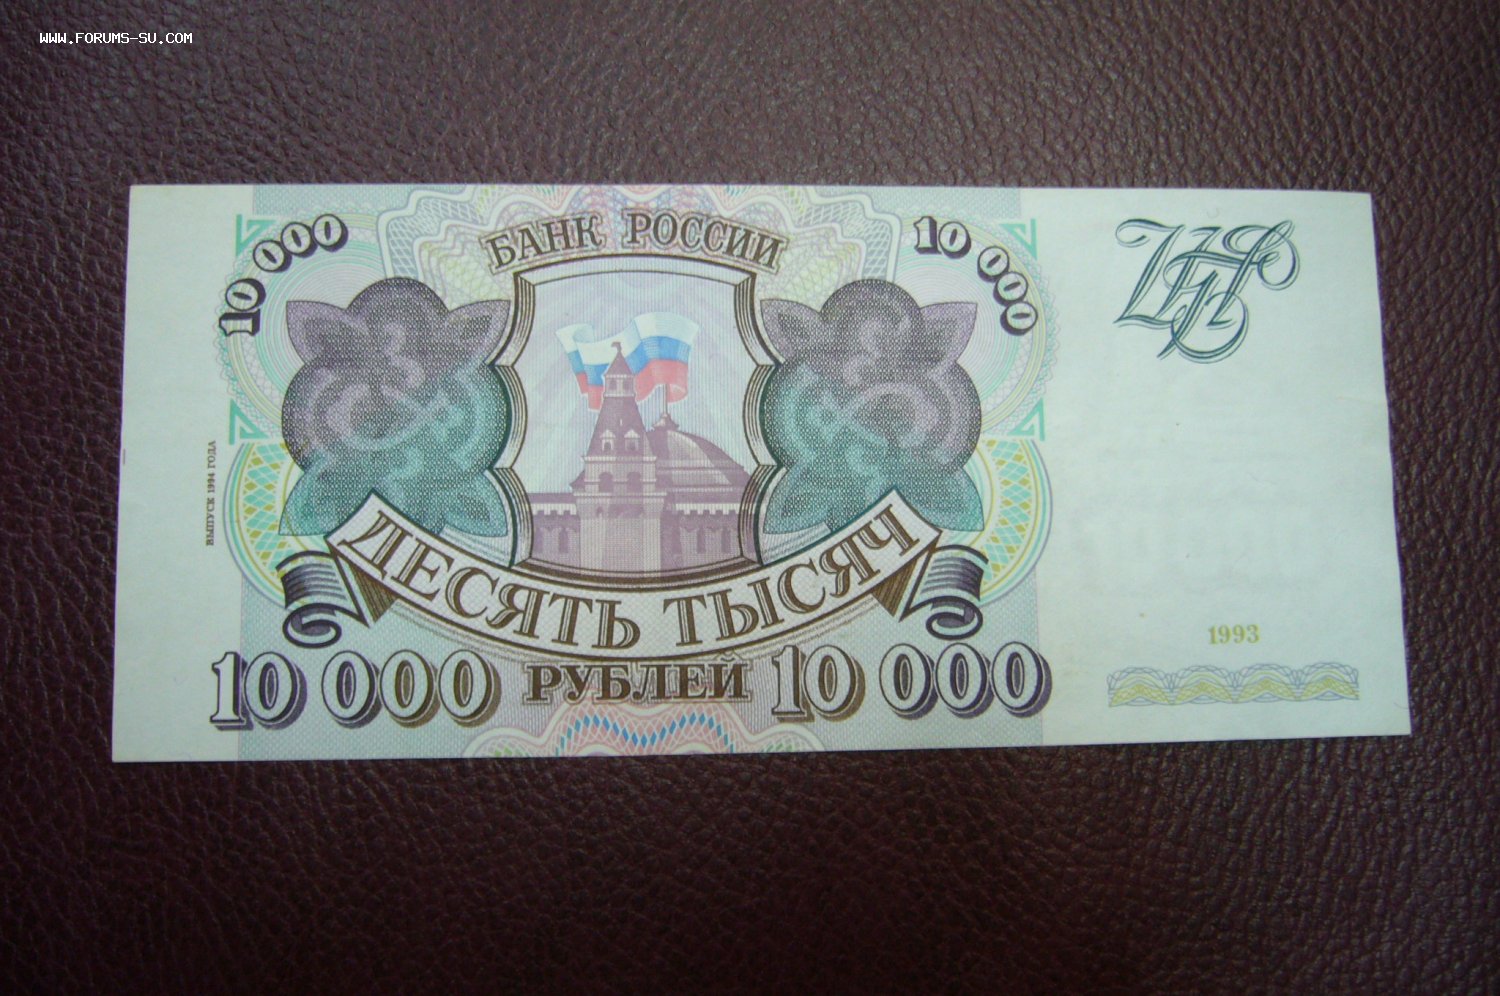 WWW.FORUMS-SU.COM
БАНК РОССИИ
10 000
10 000
ВЫПУСК 1994 ГОДА
ДЕСЯТЬ ТЫСЯЧ
10 000 РУБЛЕЙ 10 000
1993